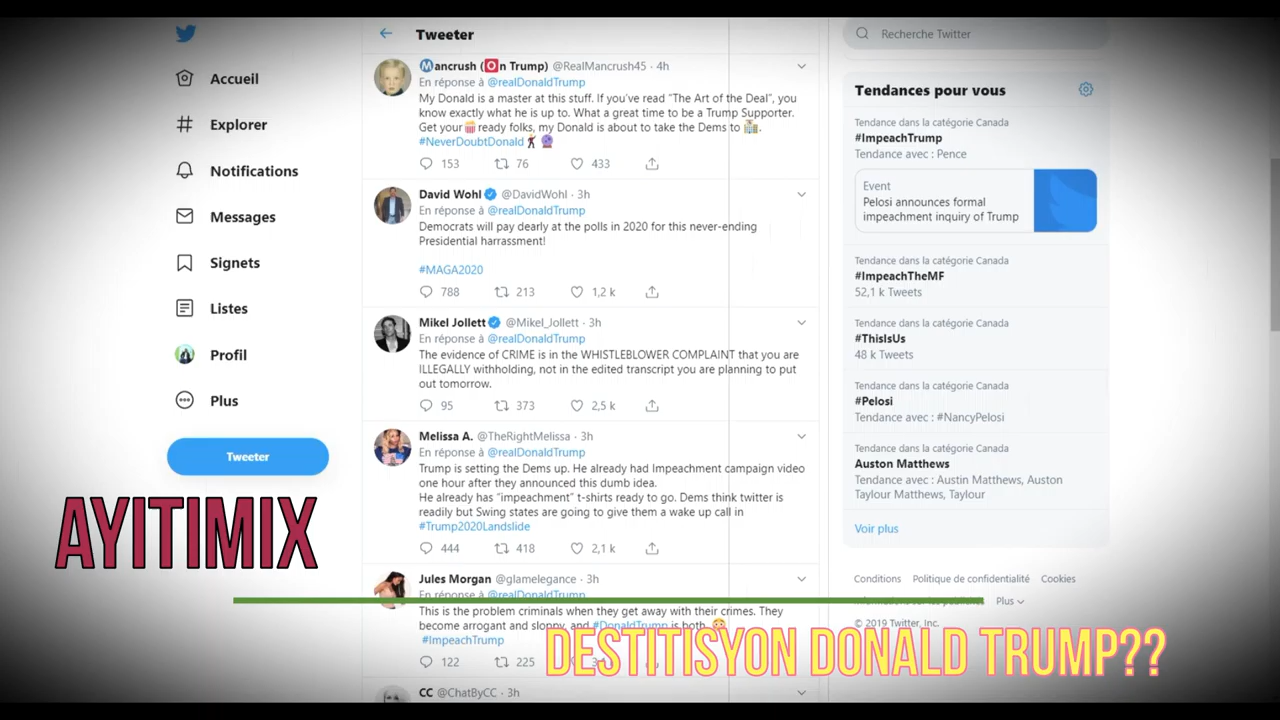 Tweeter
Recherche Twitter
Accueil
Explorer
Notifications
Messages
Signets
Listes
Profil
Plus
Tweeter
Ⓜancrush (🅾n Trump) @RealMancrush45 · 4h
En réponse à @realDonaldTrump
My Donald is a master at this stuff. If you've read "The Art of the Deal", you
know exactly what he is up to. What a great time to be a Trump Supporter.
Get your🍿ready folks, my Donald is about to take the Dems to 🏫.
#NeverDoubtDonald🕺🔮
153 76 433
David Wohl @DavidWohl · 3h
En réponse à @realDonaldTrump
Democrats will pay dearly at the polls in 2020 for this never-ending
Presidential harrassment!
#MAGA2020
788 213 1,2 k
Mikel Jollett @Mikel_Jollett · 3h
En réponse à @realDonaldTrump
The evidence of CRIME is in the WHISTLEBLOWER COMPLAINT that you are
ILLEGALLY withholding, not in the edited transcript you are planning to put
out tomorrow.
95 373 2,5 k
Melissa A. @TheRightMelissa · 3h
En réponse à @realDonaldTrump
Trump is setting the Dems up. He already had Impeachment campaign video
one hour after they announced this dumb idea.
He already has "impeachment" t-shirts ready to go. Dems think twitter is
readily but Swing states are going to give them a wake up call in
#Trump2020Landslide
444 418 2,1 k
Jules Morgan @glamelegance · 3h
En réponse à @realDonaldTrump
This is the problem criminals when they get away with their crimes. They
become arrogant and sloppy, and #DonaldTrump is both.
#ImpeachTrump
122 225
CC @ChatByCC · 3h
Tendances pour vous
Tendance dans la catégorie Canada
#ImpeachTrump
Tendance avec : Pence
Event
Pelosi announces formal
impeachment inquiry of Trump
Tendance dans la catégorie Canada
#ImpeachTheMF
52,1 k Tweets
Tendance dans la catégorie Canada
#ThisIsUs
48 k Tweets
Tendance dans la catégorie Canada
#Pelosi
Tendance avec : #NancyPelosi
Tendance dans la catégorie Canada
Auston Matthews
Tendance avec : Austin Matthews, Auston
Taylour Matthews, Taylour
Voir plus
Conditions Politique de confidentialité Cookies
Informations sur les publicités Plus
© 2019 Twitter, Inc.
AYITIMIX
DESTITISYON DONALD TRUMP??